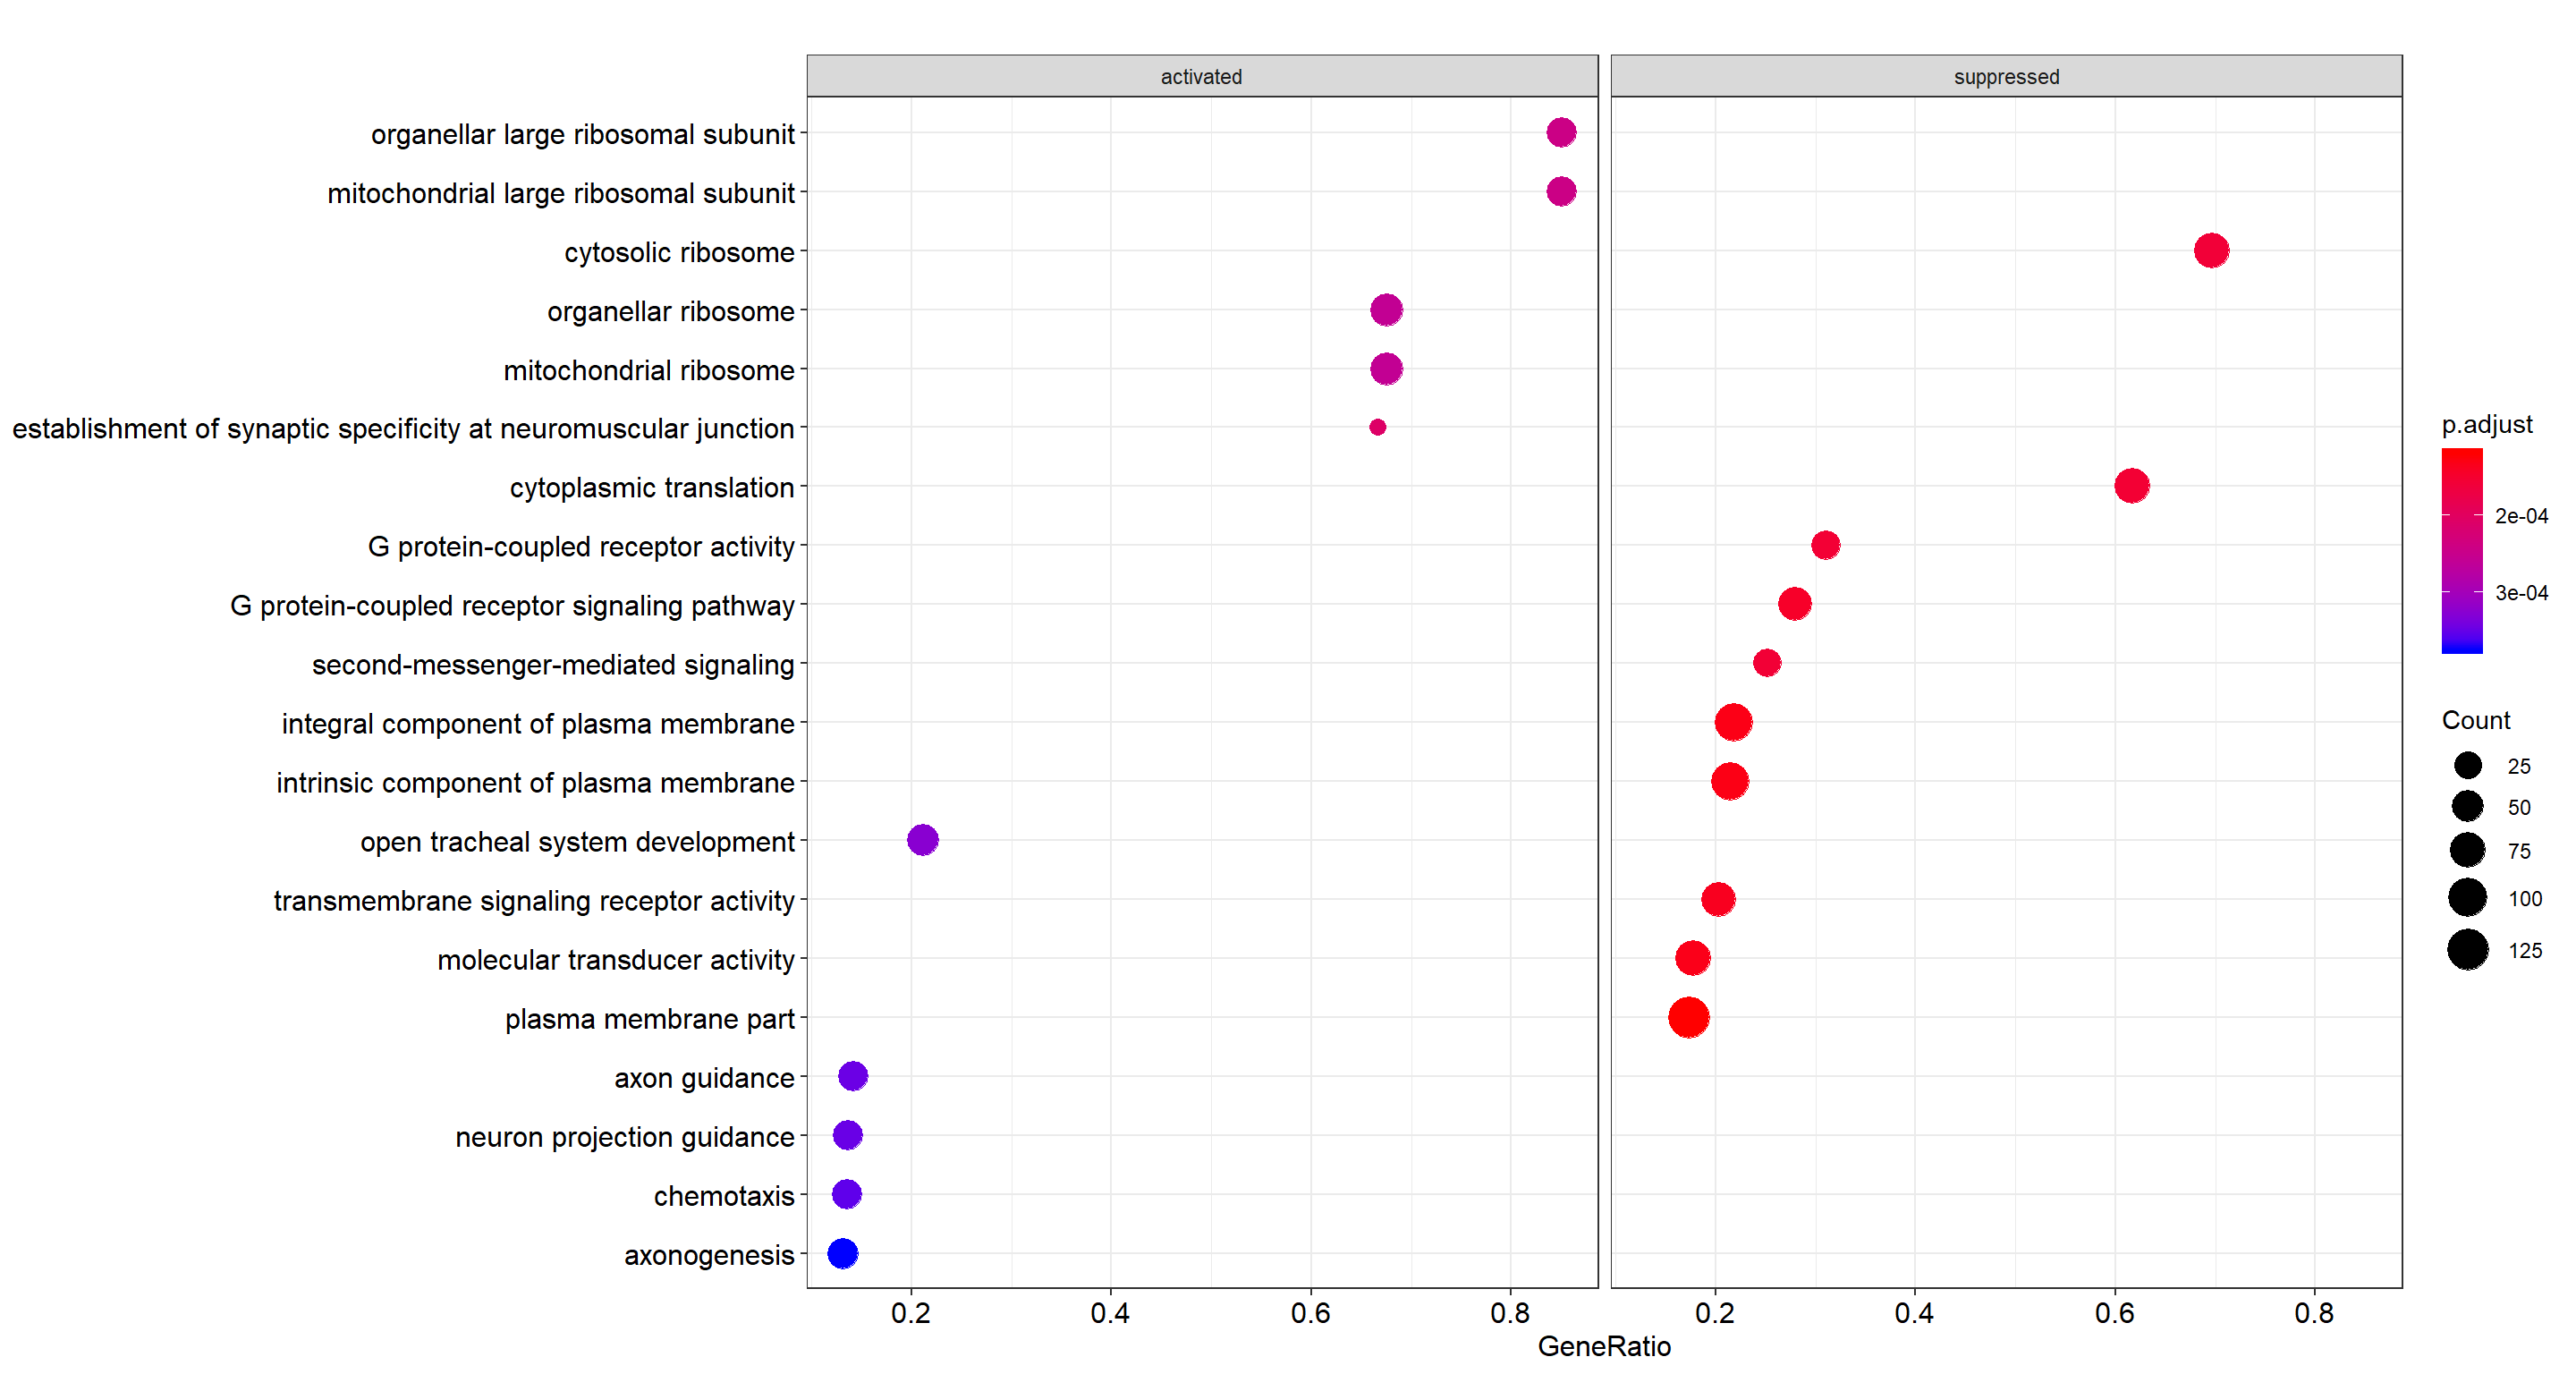 activated
suppressed
organellar large ribosomal subunit
mitochondrial large ribosomal subunit
cytosolic ribosome
organellar ribosome
mitochondrial ribosome
establishment of synaptic specificity at neuromuscular junction
cytoplasmic translation
G protein-coupled receptor activity
G protein-coupled receptor signaling pathway
second-messenger-mediated signaling
integral component of plasma membrane
intrinsic component of plasma membrane
open tracheal system development
transmembrane signaling receptor activity
molecular transducer activity
plasma membrane part
axon guidance
neuron projection guidance
chemotaxis
axonogenesis
0.2 0.4 0.6 0.8 0.2 0.4 0.6 0.8
GeneRatio
p.adjust
2e-04
3e-04
Count
25
50
75
100
125